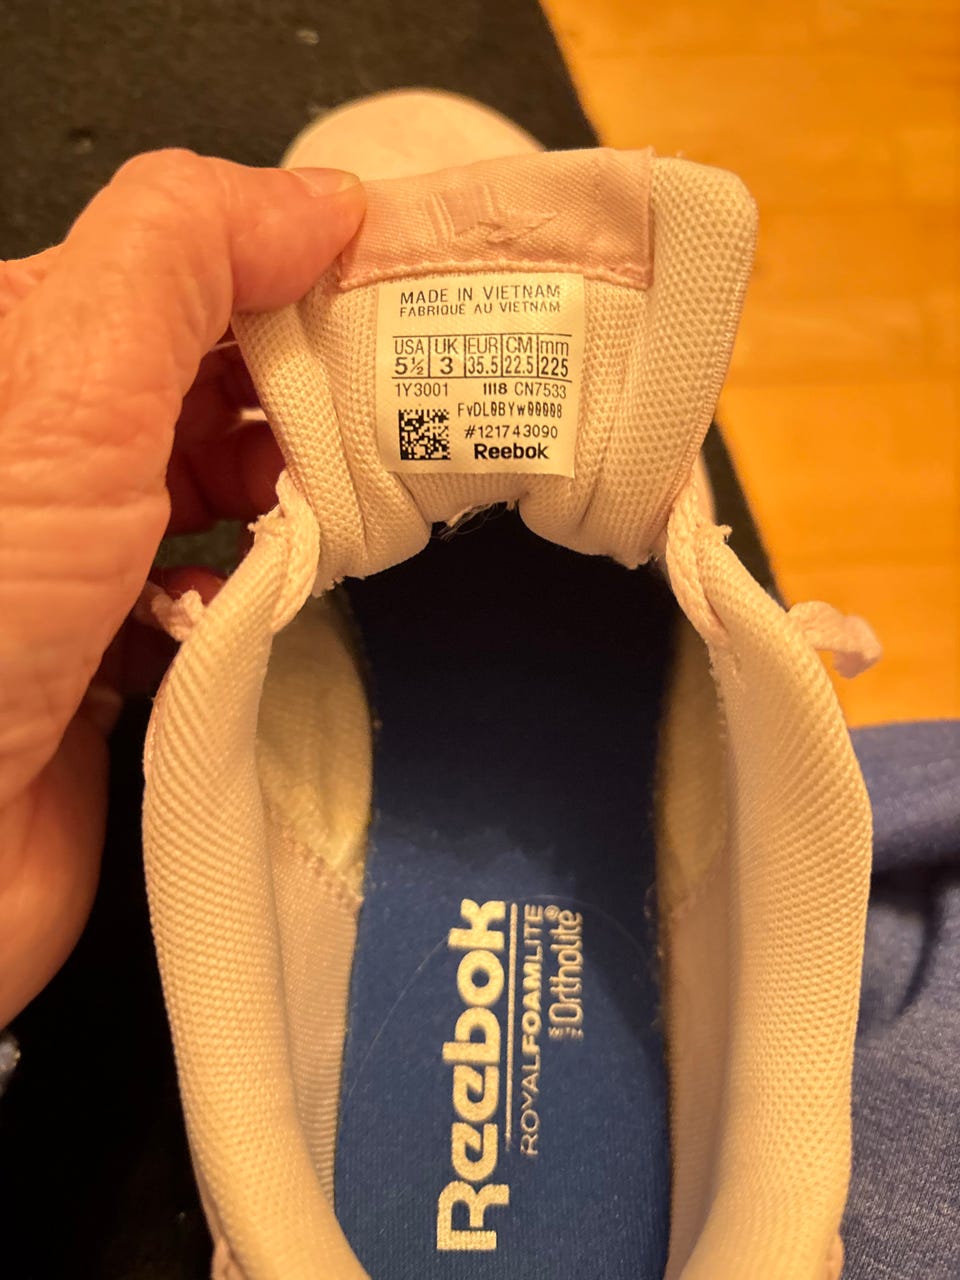 MADE IN VIETNAM
FABRIQUÉ AU VIETNAM
USA UK EUR CM mm
5½ 3 35.5 22.5 225
1Y3001 1118 CN7533
FvDL0BYw00008
#121743090
Reebok
Reebok
ROYALFOAMLITE
Ortholite®